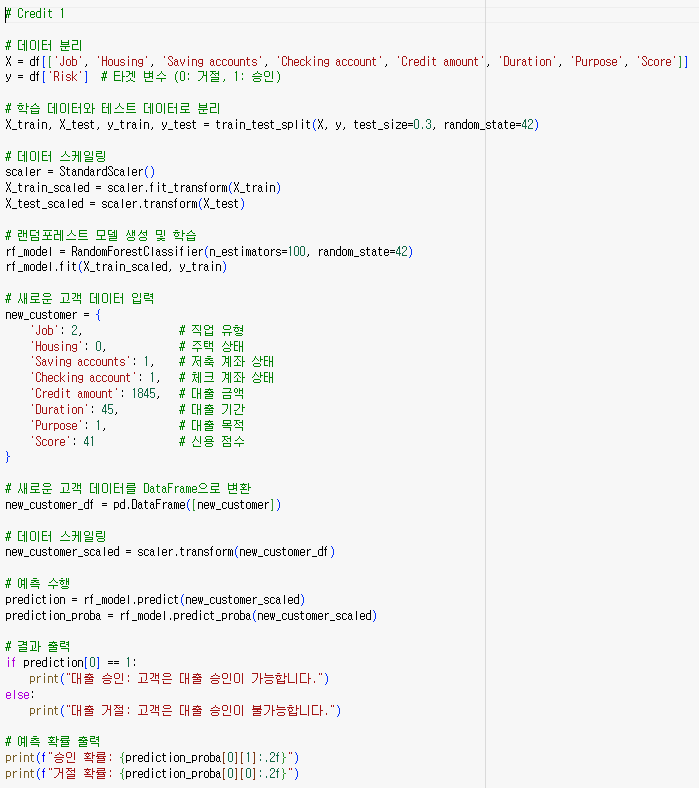 # Credit 1
# 데이터 분리
X = df[['Job', 'Housing', 'Saving accounts', 'Checking account', 'Credit amount', 'Duration', 'Purpose', 'Score']]
y = df['Risk']  # 타겟 변수 (0: 거절, 1: 승인)
# 학습 데이터와 테스트 데이터로 분리
X_train, X_test, y_train, y_test = train_test_split(X, y, test_size=0.3, random_state=42)
# 데이터 스케일링
scaler = StandardScaler()
X_train_scaled = scaler.fit_transform(X_train)
X_test_scaled = scaler.transform(X_test)
# 랜덤포레스트 모델 생성 및 학습
rf_model = RandomForestClassifier(n_estimators=100, random_state=42)
rf_model.fit(X_train_scaled, y_train)
# 새로운 고객 데이터 입력
new_customer = {
    'Job': 2,                # 직업 유형
    'Housing': 0,            # 주택 상태
    'Saving accounts': 1,    # 저축 계좌 상태
    'Checking account': 1,   # 체크 계좌 상태
    'Credit amount': 1845,   # 대출 금액
    'Duration': 45,          # 대출 기간
    'Purpose': 1,            # 대출 목적
    'Score': 41              # 신용 점수
}
# 새로운 고객 데이터를 DataFrame으로 변환
new_customer_df = pd.DataFrame([new_customer])
# 데이터 스케일링
new_customer_scaled = scaler.transform(new_customer_df)
# 예측 수행
prediction = rf_model.predict(new_customer_scaled)
prediction_proba = rf_model.predict_proba(new_customer_scaled)
# 결과 출력
if prediction[0] == 1:
    print("대출 승인: 고객은 대출 승인이 가능합니다.")
else:
    print("대출 거절: 고객은 대출 승인이 불가능합니다.")
# 예측 확률 출력
print(f"승인 확률: {prediction_proba[0][1]:.2f}")
print(f"거절 확률: {prediction_proba[0][0]:.2f}")